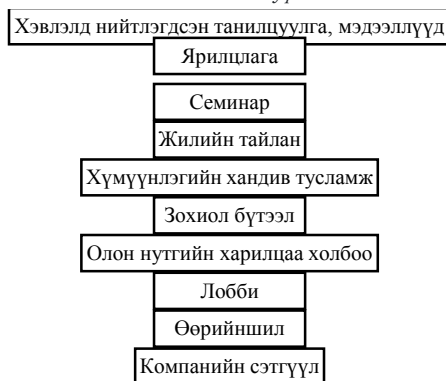 Хэвлэлд нийтлэгдсэн танилцуулга, мэдээллүүд
Ярилцлага
Семинар
Жилийн тайлан
Хүмүүнлэгийн хандив тусламж
Зохиол бүтээл
Олон нутгийн харилцаа холбоо
Лобби
Өөрийншил
Компанийн сэтгүүл